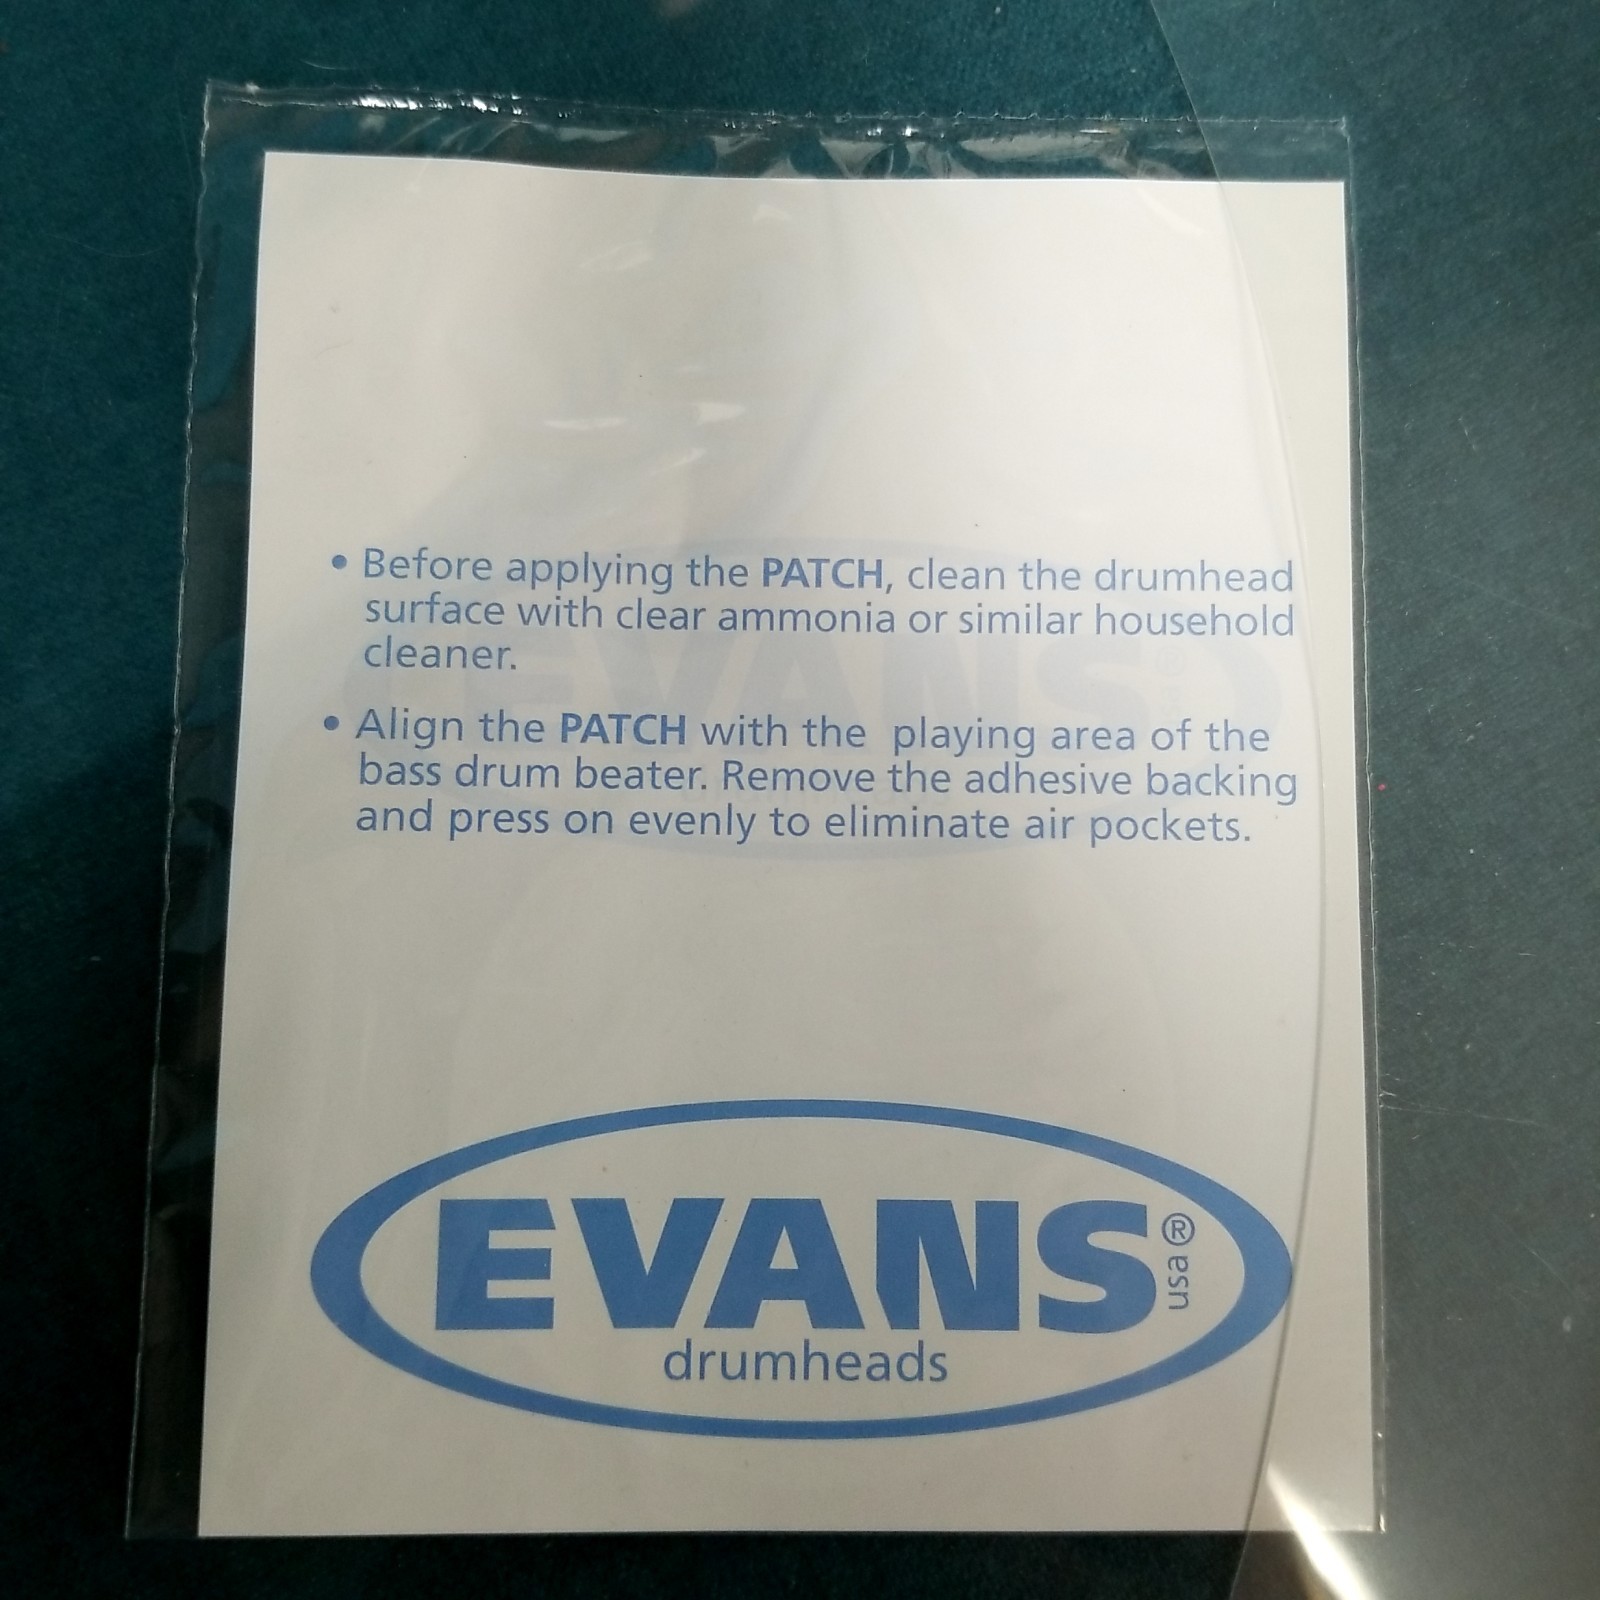 • Before applying the PATCH, clean the drumhead
surface with clear ammonia or similar household
cleaner.
• Align the PATCH with the  playing area of the
bass drum beater. Remove the adhesive backing
and press on evenly to eliminate air pockets.
EVANS usa®
drumheads